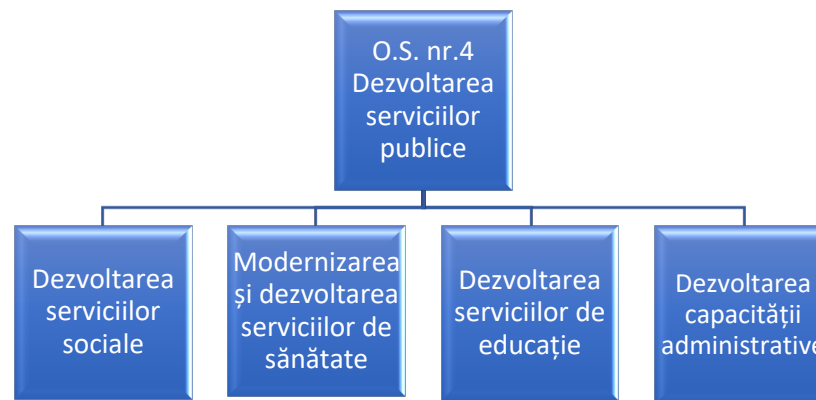 O.S. nr.4
Dezvoltarea
serviciilor
publice
Dezvoltarea
serviciilor
sociale
Modernizarea
și dezvoltarea
serviciilor de
sănătate
Dezvoltarea
serviciilor de
educație
Dezvoltarea
capacității
administrative